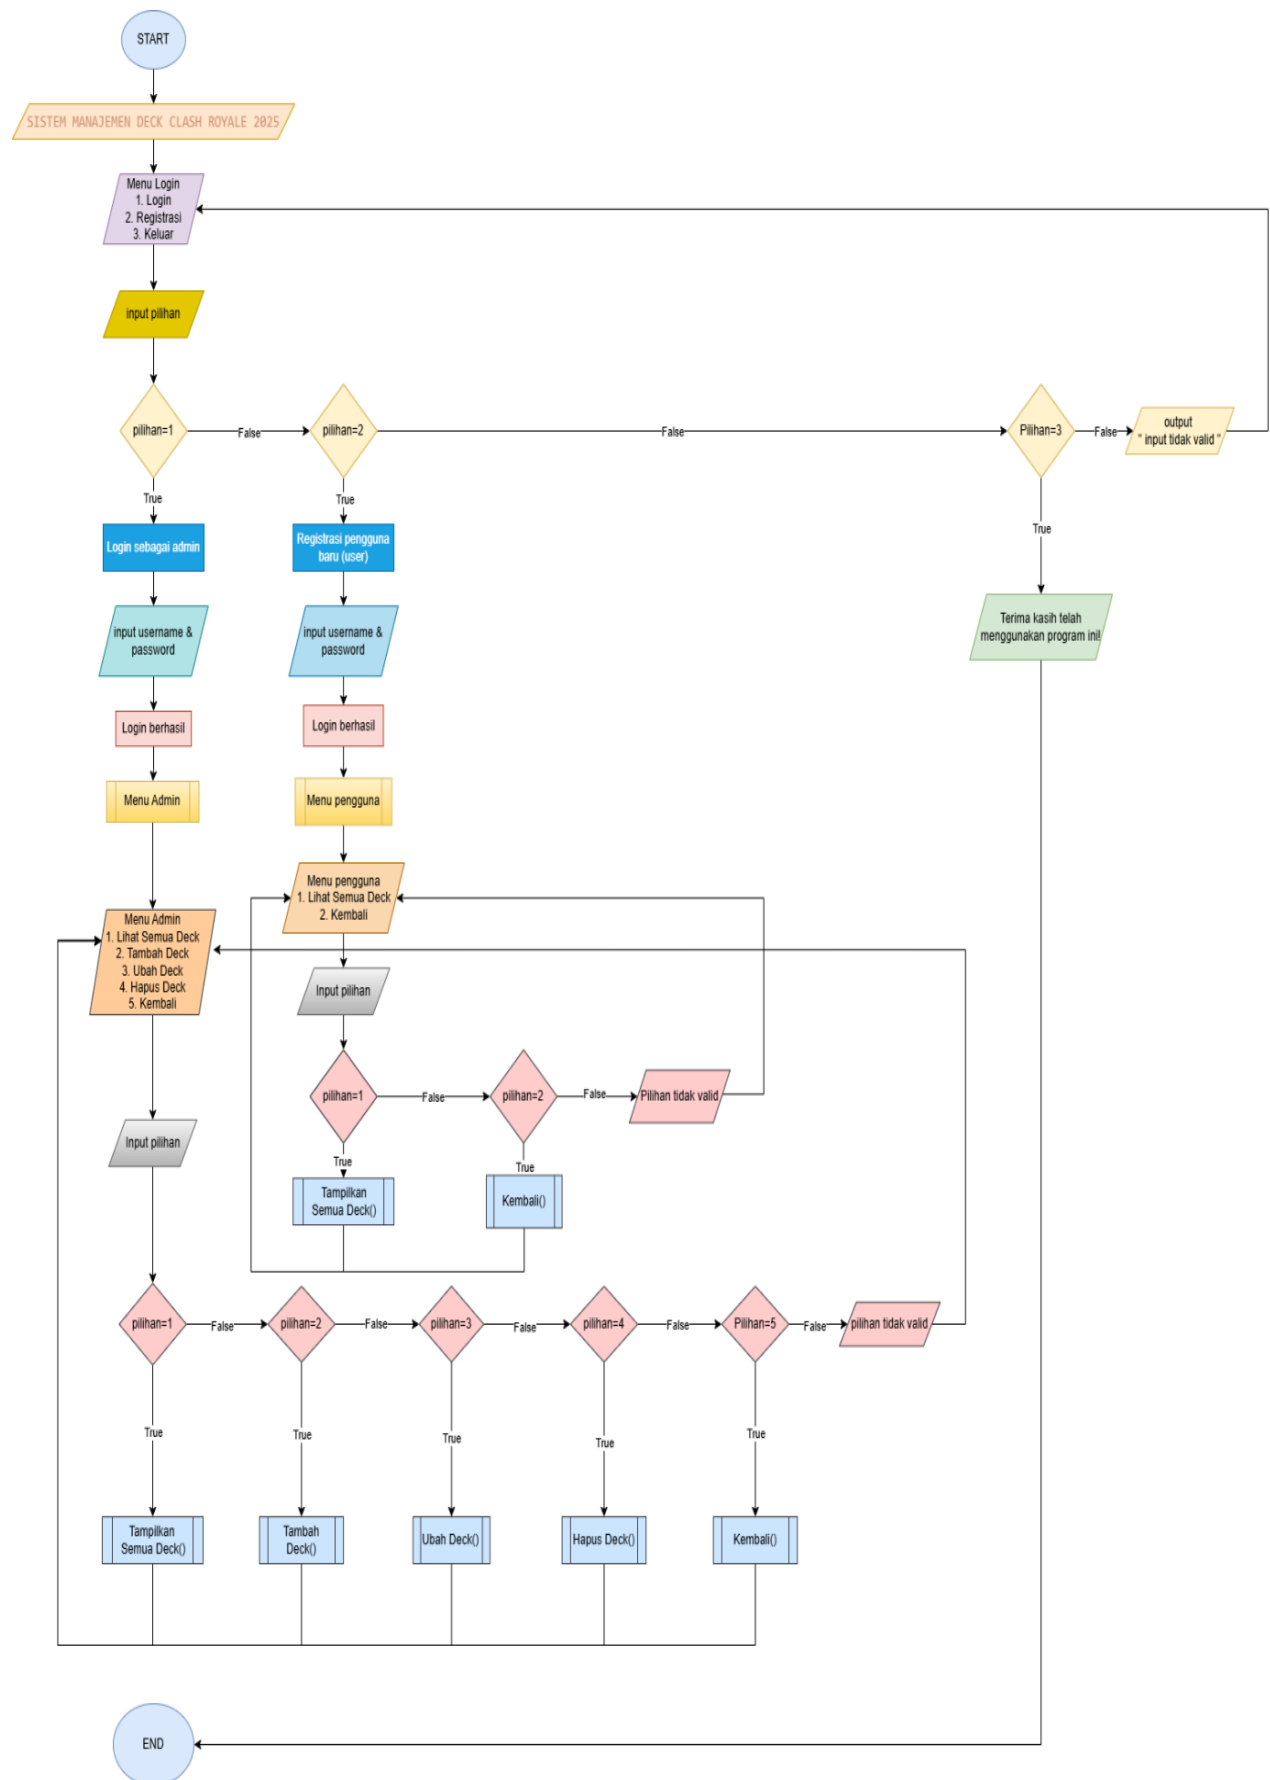 START
SISTEM MANAJEMEN DECK CLASH ROYALE 2025
Menu Login
1. Login
2. Registrasi
3. Keluar
input pilihan
pilihan=1
False
pilihan=2
False
Pilihan=3
False
output
" input tidak valid "
True
True
True
Login sebagai admin
Registrasi pengguna
baru (user)
input username &
password
input username &
password
Terima kasih telah
menggunakan program ini!
Login berhasil
Login berhasil
Menu Admin
Menu pengguna
Menu pengguna
1. Lihat Semua Deck
2. Kembali
Menu Admin
1. Lihat Semua Deck
2. Tambah Deck
3. Ubah Deck
4. Hapus Deck
5. Kembali
Input pilihan
pilihan=1
False
pilihan=2
False
Pilihan tidak valid
Input pilihan
True
True
Tampilkan
Semua Deck()
Kembali()
pilihan=1
False
pilihan=2
False
pilihan=3
False
pilihan=4
False
Pilihan=5
False
pilihan tidak valid
True
True
True
True
True
Tampilkan
Semua Deck()
Tambah
Deck()
Ubah Deck()
Hapus Deck()
Kembali()
END